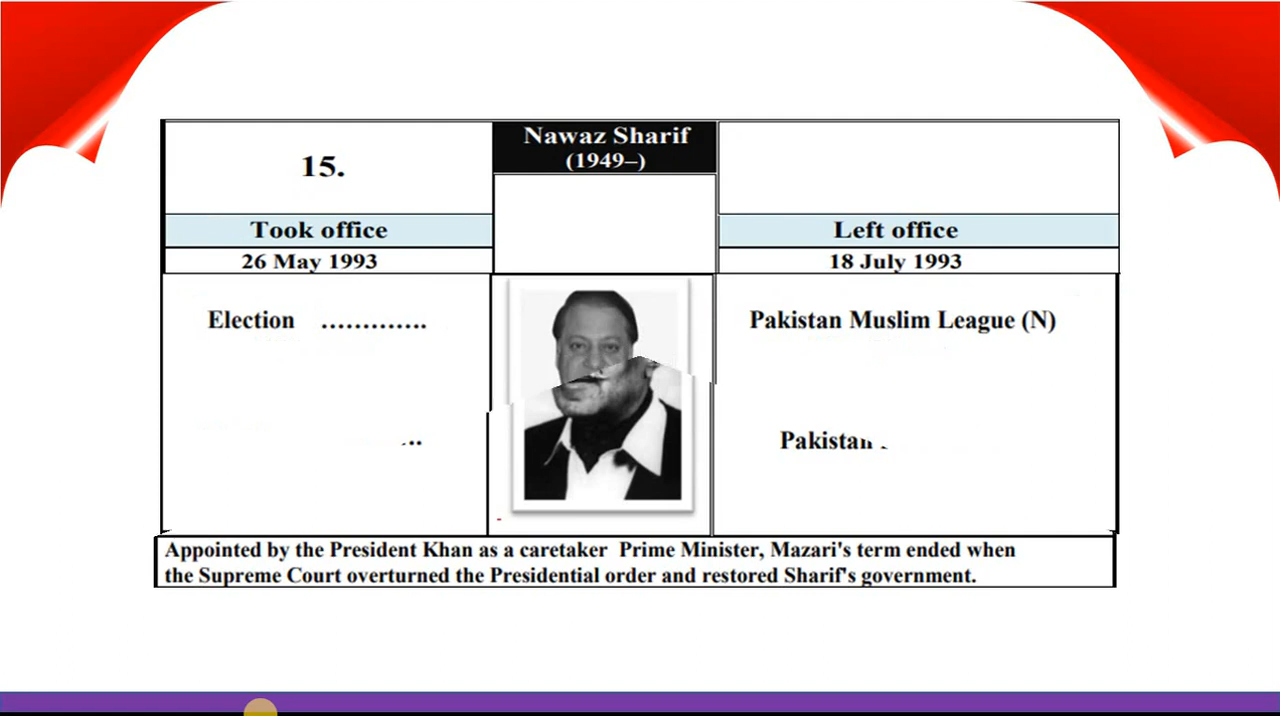 15.
Nawaz Sharif
(1949–)
Took office
Left office
26 May 1993
18 July 1993
Election .............
Pakistan Muslim League (N)
Pakistan
Appointed by the President Khan as a caretaker Prime Minister, Mazari's term ended when
the Supreme Court overturned the Presidential order and restored Sharif's government.